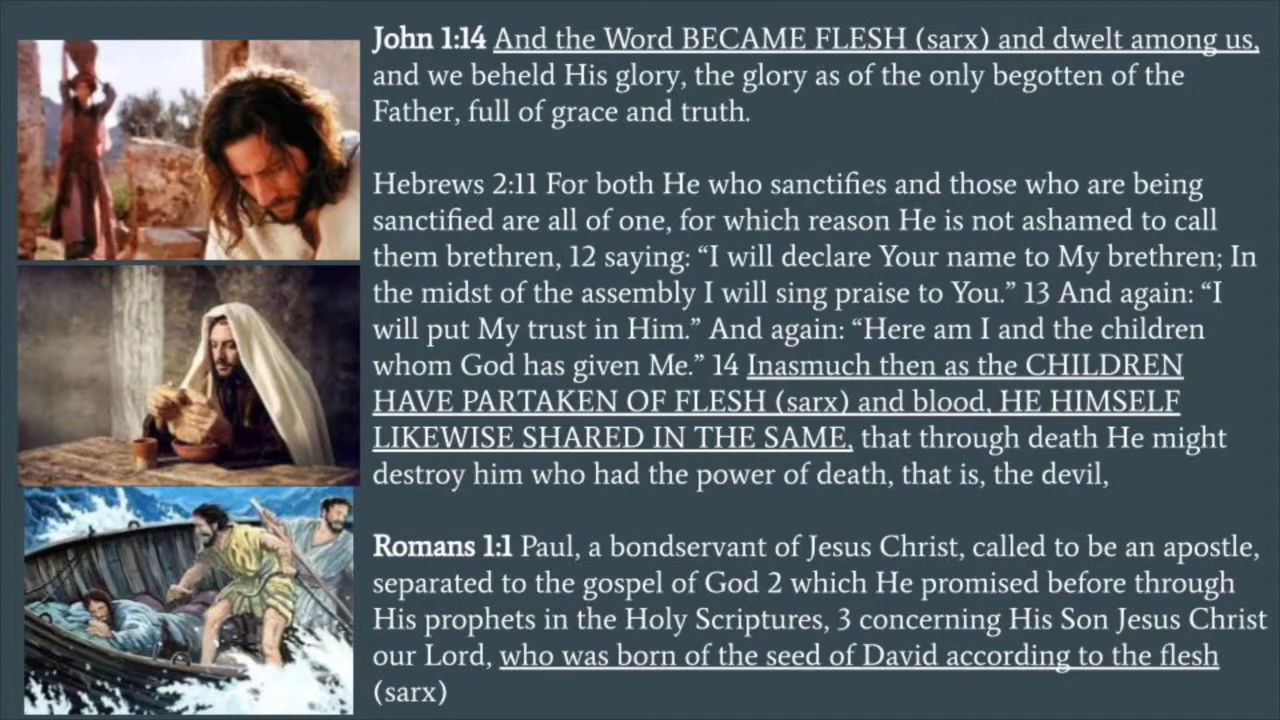 John 1:14 And the Word BECAME FLESH (sarx) and dwelt among us,
and we beheld His glory, the glory as of the only begotten of the
Father, full of grace and truth.
Hebrews 2:11 For both He who sanctifies and those who are being
sanctified are all of one, for which reason He is not ashamed to call
them brethren, 12 saying: “I will declare Your name to My brethren; In
the midst of the assembly I will sing praise to You.” 13 And again: “I
will put My trust in Him.” And again: “Here am I and the children
whom God has given Me.” 14 Inasmuch then as the CHILDREN
HAVE PARTAKEN OF FLESH (sarx) and blood, HE HIMSELF
LIKEWISE SHARED IN THE SAME, that through death He might
destroy him who had the power of death, that is, the devil,
Romans 1:1 Paul, a bondservant of Jesus Christ, called to be an apostle,
separated to the gospel of God 2 which He promised before through
His prophets in the Holy Scriptures, 3 concerning His Son Jesus Christ
our Lord, who was born of the seed of David according to the flesh
(sarx)